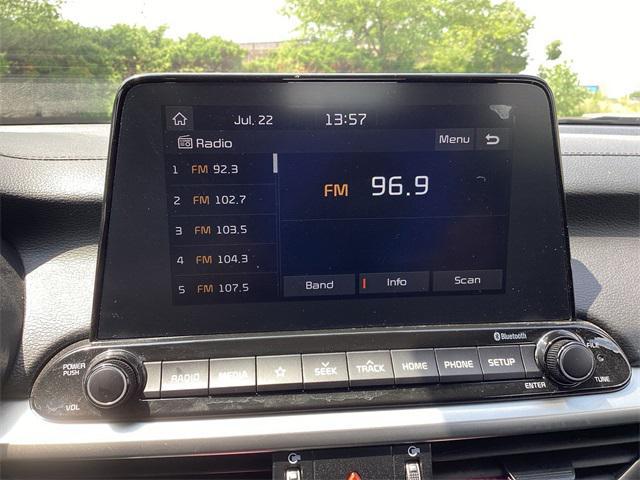 Jul. 22 13:57
Radio Menu
1 FM 92.3
2 FM 102.7
3 FM 103.5
4 FM 104.3
5 FM 107.5
FM 96.9
Band Info Scan
Bluetooth
POWER
PUSH
VOL
RADIO MEDIA SEEK TRACK HOME PHONE SETUP
FILE
TUNE
ENTER